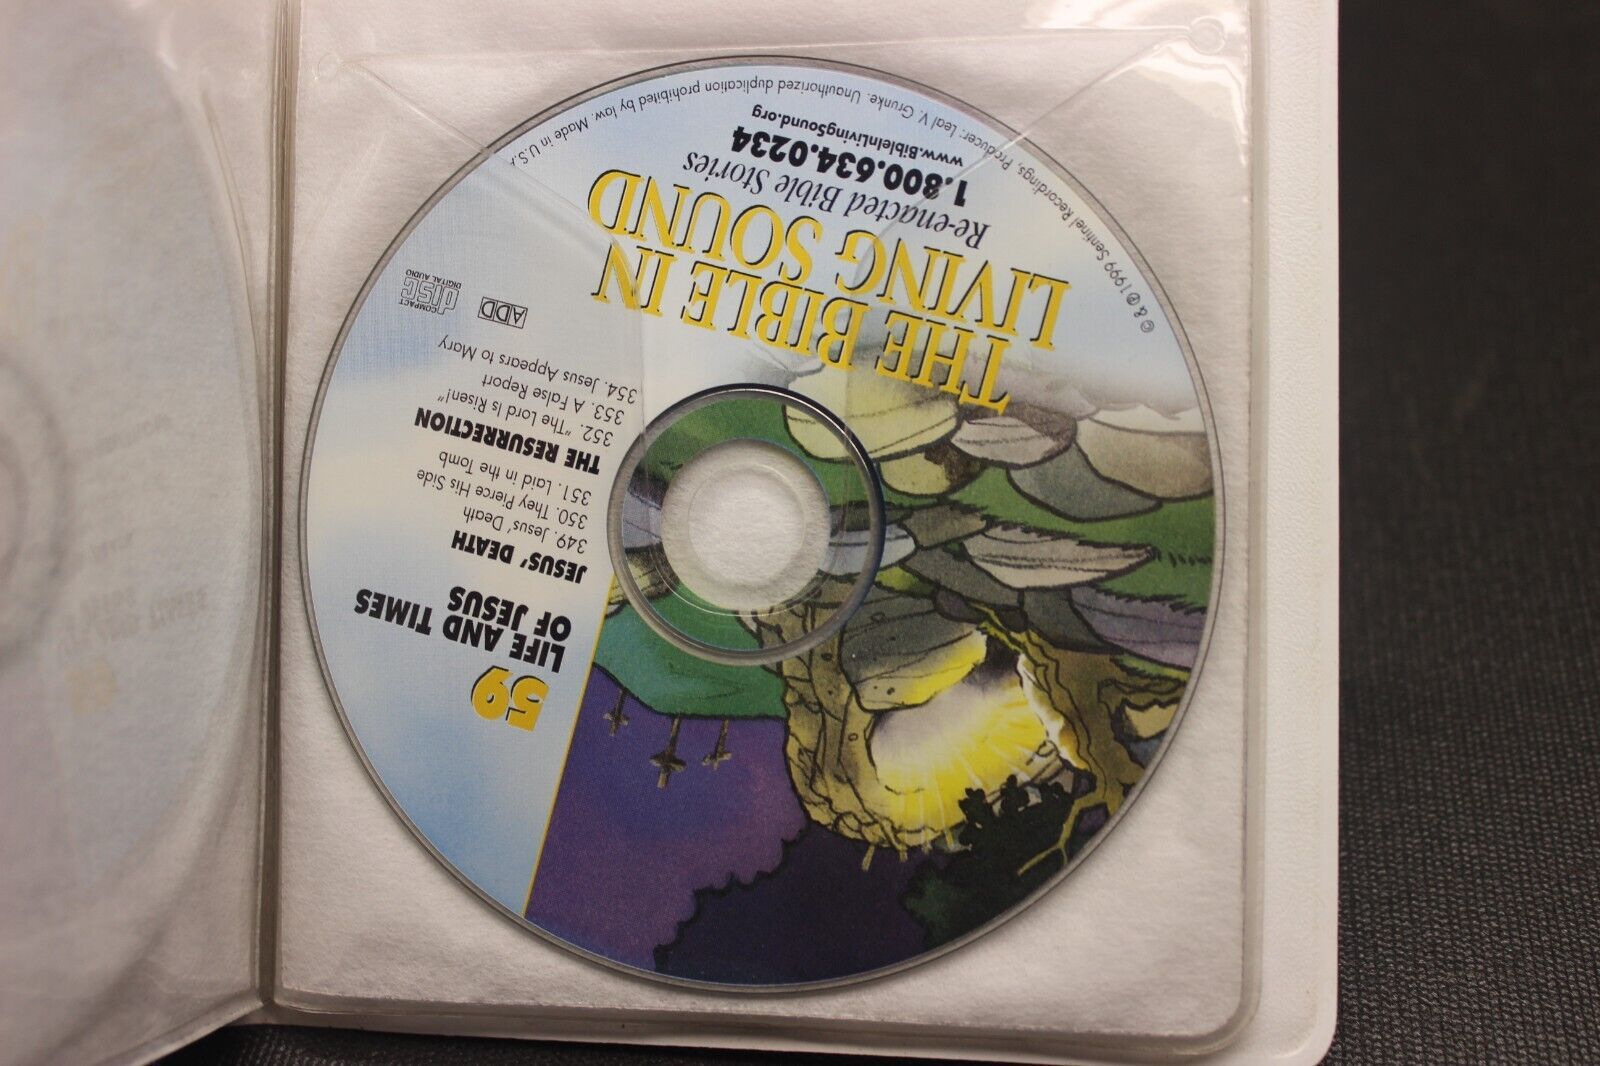 © & ℗ 1999 Sentinel Recordings, Producer: Leal V. Grunke. Unauthorized duplication prohibited by law. Made in U.S.A
www.BibleInLivingSound.org
1.800.634.0234
Re-enacted Bible Stories
THE BIBLE IN
LIVING SOUND
59
LIFE AND TIMES
OF JESUS
JESUS' DEATH
349. Jesus' Death
350. They Pierce His Side
351. Laid in the Tomb
THE RESURRECTION
352. "The Lord Is Risen!"
353. A False Report
354. Jesus Appears to Mary
ADD
COMPACT
disc
DIGITAL AUDIO